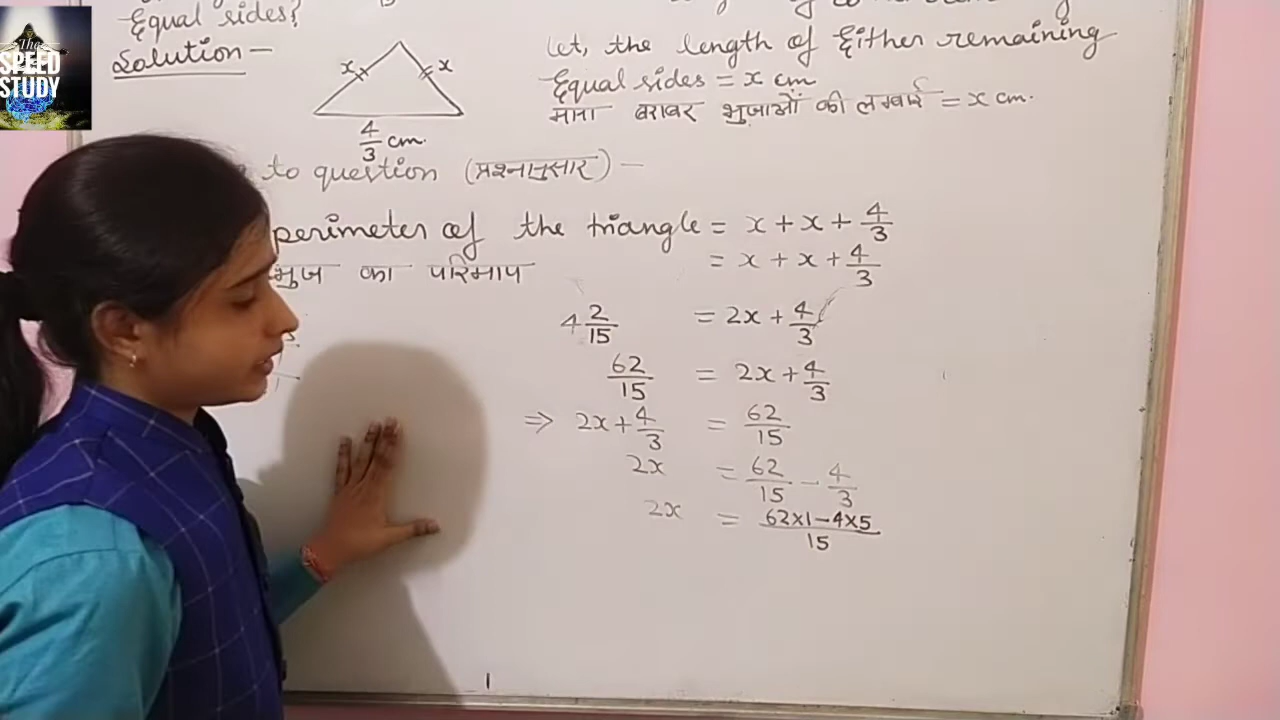 Equal sides?
The
SPEED
STUDY
Solution –
x x
4/3 cm.
Let, the length of Either remaining
Equal sides = x cm
माना बराबर भुजाओं की लम्बाई = x cm.
to question (प्रश्नानुसार) –
perimeter of the triangle = x + x + 4/3
भुज का परिमाप = x + x + 4/3
4 2/15 = 2x + 4/3
62/15 = 2x + 4/3
⇒ 2x + 4/3 = 62/15
2x = 62/15 - 4/3
2x = 62×1-4×5/15